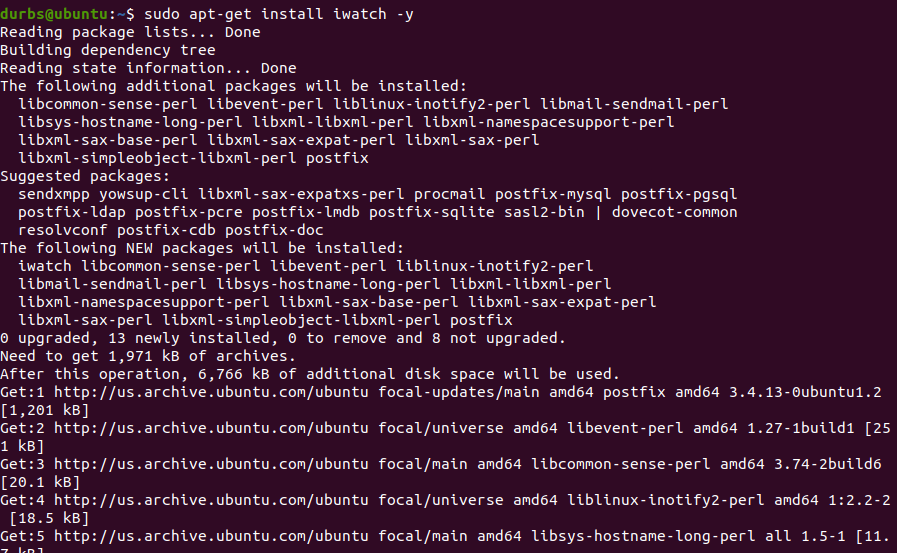 durbs@ubuntu:~$ sudo apt-get install iwatch -y
Reading package lists... Done
Building dependency tree
Reading state information... Done
The following additional packages will be installed:
  libcommon-sense-perl libevent-perl liblinux-inotify2-perl libmail-sendmail-perl
  libsys-hostname-long-perl libxml-libxml-perl libxml-namespacesupport-perl
  libxml-sax-base-perl libxml-sax-expat-perl libxml-sax-perl
  libxml-simpleobject-libxml-perl postfix
Suggested packages:
  sendxmpp yowsup-cli libxml-sax-expatxs-perl procmail postfix-mysql postfix-pgsql
  postfix-ldap postfix-pcre postfix-lmdb postfix-sqlite sasl2-bin | dovecot-common
  resolvconf postfix-cdb postfix-doc
The following NEW packages will be installed:
  iwatch libcommon-sense-perl libevent-perl liblinux-inotify2-perl
  libmail-sendmail-perl libsys-hostname-long-perl libxml-libxml-perl
  libxml-namespacesupport-perl libxml-sax-base-perl libxml-sax-expat-perl
  libxml-sax-perl libxml-simpleobject-libxml-perl postfix
0 upgraded, 13 newly installed, 0 to remove and 8 not upgraded.
Need to get 1,971 kB of archives.
After this operation, 6,766 kB of additional disk space will be used.
Get:1 http://us.archive.ubuntu.com/ubuntu focal-updates/main amd64 postfix amd64 3.4.13-0ubuntu1.2
[1,201 kB]
Get:2 http://us.archive.ubuntu.com/ubuntu focal/universe amd64 libevent-perl amd64 1.27-1build1 [25
1 kB]
Get:3 http://us.archive.ubuntu.com/ubuntu focal/main amd64 libcommon-sense-perl amd64 3.74-2build6
[20.1 kB]
Get:4 http://us.archive.ubuntu.com/ubuntu focal/universe amd64 liblinux-inotify2-perl amd64 1:2.2-2
 [18.5 kB]
Get:5 http://us.archive.ubuntu.com/ubuntu focal/main amd64 libsys-hostname-long-perl all 1.5-1 [11.
7 kB]